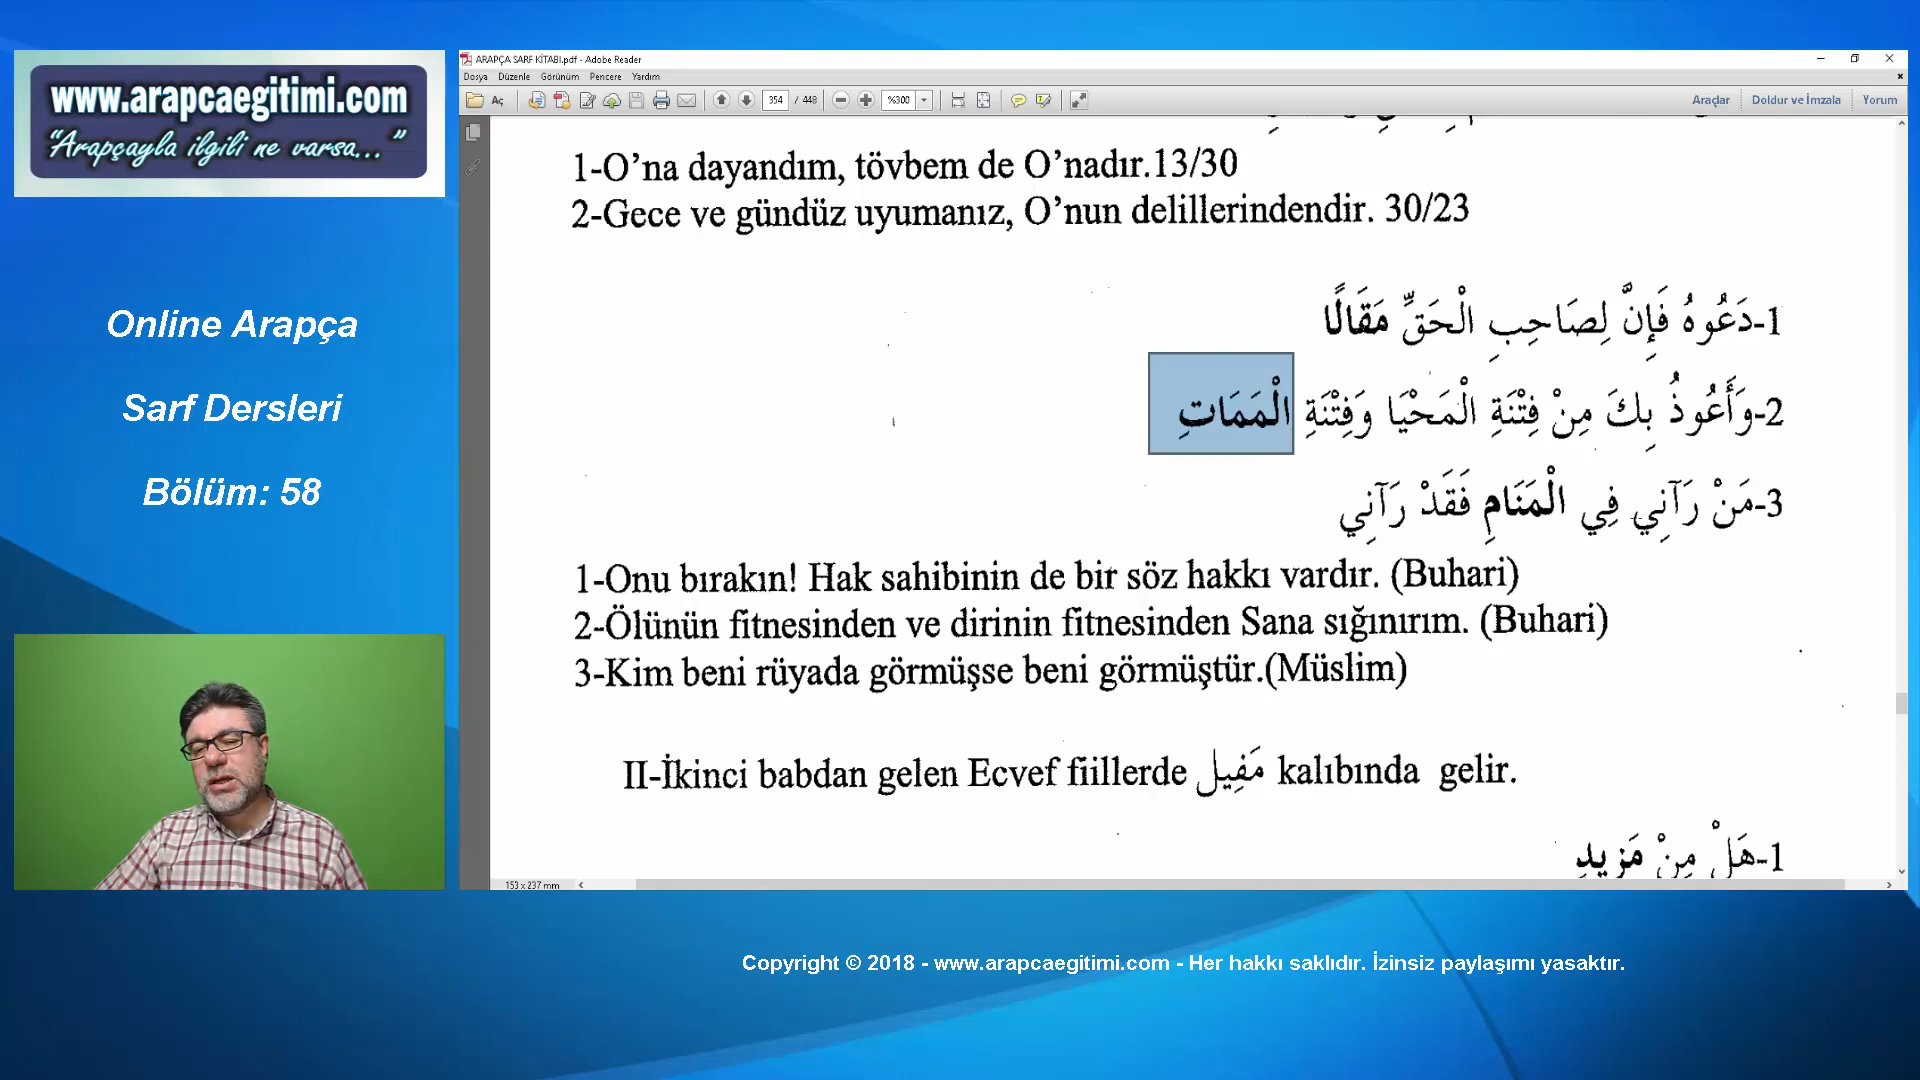 www.arapcaegitimi.com
“Arapçayla ilgili ne varsa...”
Online Arapça
Sarf Dersleri
Bölüm: 58
ARAPÇA SARF KİTABI.pdf - Adobe Reader
Dosya Düzenle Görünüm Pencere Yardım
Aç 354 / 448 %300 Araçlar Doldur ve İmzala Yorum
1-O’na dayandım, tövbem de O’nadır.13/30
2-Gece ve gündüz uyumanız, O’nun delillerindendir. 30/23
1-دَعُوهُ فَإِنَّ لِصَاحِبِ الْحَقِّ مَقَالًا
2-وَأَعُوذُ بِكَ مِنْ فِتْنَةِ الْمَحْيَا وَفِتْنَةِ الْمَمَاتِ
3-مَنْ رَآنِي فِي الْمَنَامِ فَقَدْ رَآنِي
1-Onu bırakın! Hak sahibinin de bir söz hakkı vardır. (Buhari)
2-Ölünün fitnesinden ve dirinin fitnesinden Sana sığınırım. (Buhari)
3-Kim beni rüyada görmüşse beni görmüştür.(Müslim)
II-İkinci babdan gelen Ecvef fiillerde مَفِيل kalıbında gelir.
1-هَلْ مِنْ مَزِيدٍ
153 x 237 mm
Copyright © 2018 - www.arapcaegitimi.com - Her hakkı saklıdır. İzinsiz paylaşımı yasaktır.